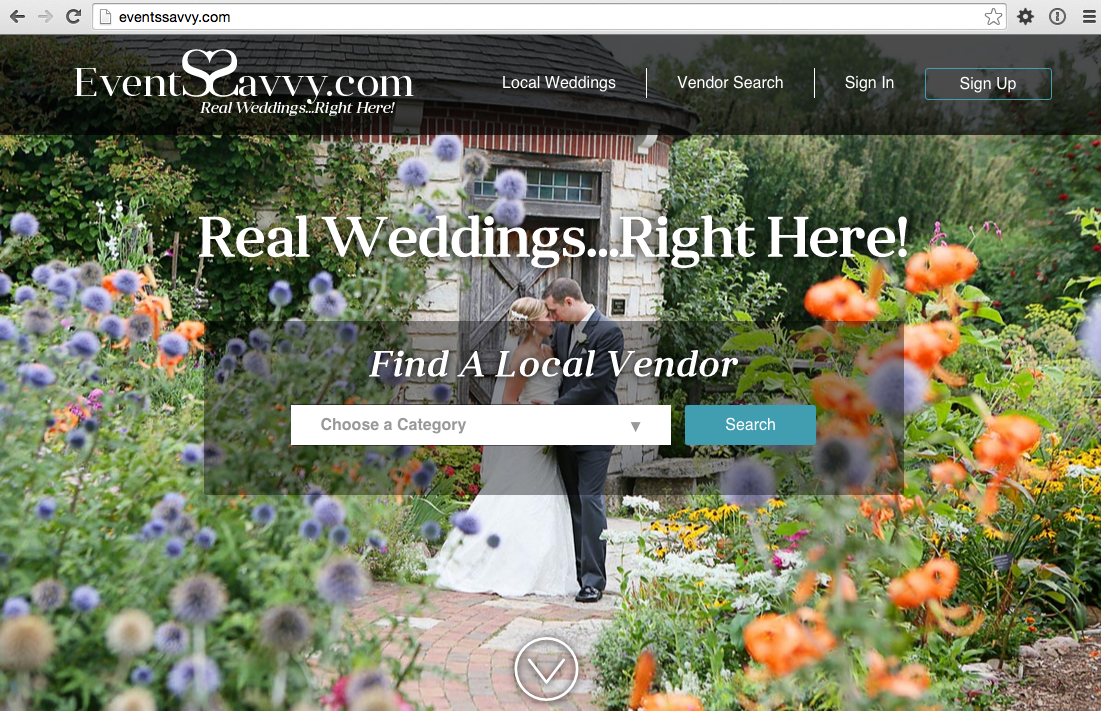 eventssavvy.com
EventSSavvy.com
Real Weddings...Right Here!
Local Weddings
Vendor Search
Sign In
Sign Up
Real Weddings...Right Here!
Find A Local Vendor
Choose a Category ▼
Search